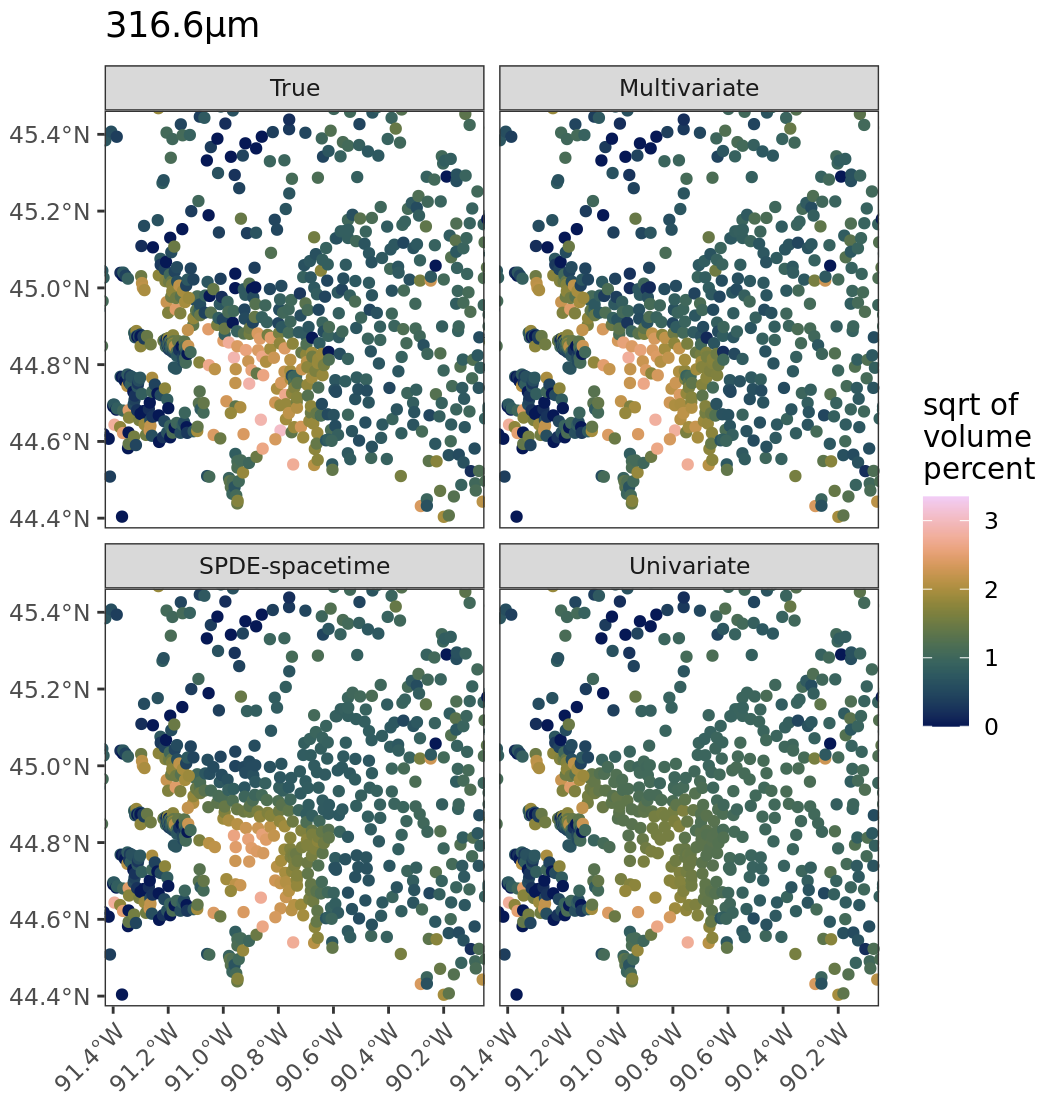 316.6µm
True
Multivariate
45.4°N
45.2°N
45.0°N
44.8°N
44.6°N
44.4°N
SPDE-spacetime
Univariate
45.4°N
45.2°N
45.0°N
44.8°N
44.6°N
44.4°N
91.4°W
91.2°W
91.0°W
90.8°W
90.6°W
90.4°W
90.2°W
91.4°W
91.2°W
91.0°W
90.8°W
90.6°W
90.4°W
90.2°W
sqrt of
volume
percent
3
2
1
0